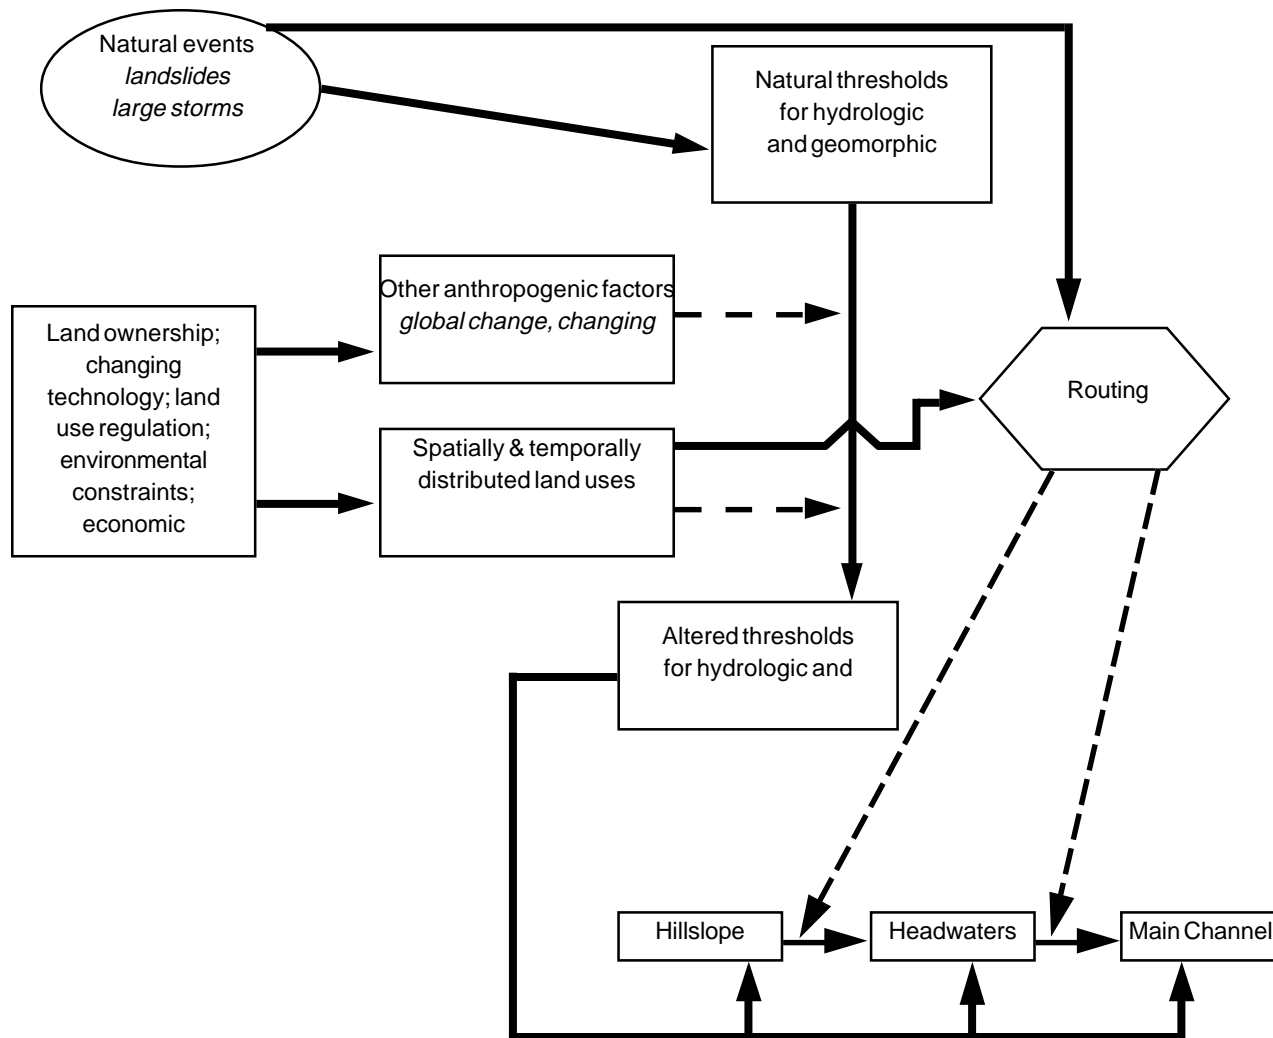 Natural events
landslides
large storms
Natural thresholds
for hydrologic
and geomorphic
Other anthropogenic factors
global change, changing
Land ownership;
changing
technology; land
use regulation;
environmental
constraints;
economic
Routing
Spatially & temporally
distributed land uses
Altered thresholds
for hydrologic and
Hillslope
Headwaters
Main Channel